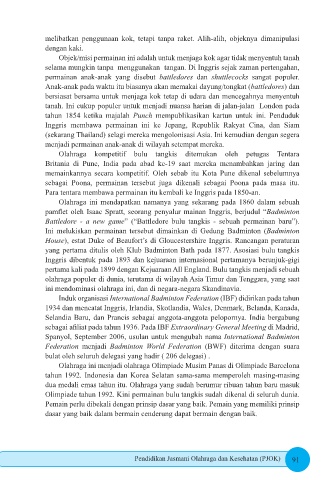 melibatkan penggunaan kok, tetapi tanpa raket. Alih-alih, objeknya dimanipulasi
dengan kaki.
Objek/misi permainan ini adalah untuk menjaga kok agar tidak menyentuh tanah
selama mungkin tanpa menggunakan tangan. Di Inggris sejak zaman pertengahan,
permainan anak-anak yang disebut battledores dan shuttlecocks sangat populer.
Anak-anak pada waktu itu biasanya akan memakai dayung/tongkat (battledores) dan
bersiasat bersama untuk menjaga kok tetap di udara dan mencegahnya menyentuh
tanah. Ini cukup populer untuk menjadi nuansa harian di jalan-jalan London pada
tahun 1854 ketika majalah Punch mempublikasikan kartun untuk ini. Penduduk
Inggris membawa permainan ini ke Jepang, Republik Rakyat Cina, dan Siam
(sekarang Thailand) selagi mereka mengolonisasi Asia. Ini kemudian dengan segera
menjadi permainan anak-anak di wilayah setempat mereka.
Olahraga kompetitif bulu tangkis ditemukan oleh petugas Tentara
Britania di Pune, India pada abad ke-19 saat mereka menambahkan jaring dan
memainkannya secara kompetitif. Oleh sebab itu Kota Pune dikenal sebelumnya
sebagai Poona, permainan tersebut juga dikenali sebagai Poona pada masa itu.
Para tentara membawa permainan itu kembali ke Inggris pada 1850-an.
Olahraga ini mendapatkan namanya yang sekarang pada 1860 dalam sebuah
pamflet oleh Isaac Spratt, seorang penyalur mainan Inggris, berjudul "Badminton
Battledore - a new game" ("Battledore bulu tangkis - sebuah permainan baru").
Ini melukiskan permainan tersebut dimainkan di Gedung Badminton (Badminton
House), estat Duke of Beaufort's di Gloucestershire Inggris. Rancangan peraturan
yang pertama ditulis oleh Klub Badminton Bath pada 1877. Asosiasi bulu tangkis
Inggris dibentuk pada 1893 dan kejuaraan internasional pertamanya berunjuk-gigi
pertama kali pada 1899 dengan Kejuaraan All England. Bulu tangkis menjadi sebuah
olahraga populer di dunia, terutama di wilayah Asia Timur dan Tenggara, yang saat
ini mendominasi olahraga ini, dan di negara-negara Skandinavia.
Induk organisasi International Badminton Federation (IBF) didirikan pada tahun
1934 dan mencatat Inggris, Irlandia, Skotlandia, Wales, Denmark, Belanda, Kanada,
Selandia Baru, dan Prancis sebagai anggota-anggota pelopornya. India bergabung
sebagai afiliat pada tahun 1936. Pada IBF Extraordinary General Meeting di Madrid,
Spanyol, September 2006, usulan untuk mengubah nama International Badminton
Federation menjadi Badminton World Federation (BWF) diterima dengan suara
bulat oleh seluruh delegasi yang hadir ( 206 delegasi) .
Olahraga ini menjadi olahraga Olimpiade Musim Panas di Olimpiade Barcelona
tahun 1992. Indonesia dan Korea Selatan sama-sama memperoleh masing-masing
dua medali emas tahun itu. Olahraga yang sudah berumur ribuan tahun baru masuk
Olimpiade tahun 1992. Kini permainan bulu tangkis sudah dikenal di seluruh dunia.
Pemain perlu dibekali dengan prinsip dasar yang baik. Pemain yang memiliki prinsip
dasar yang baik dalam bermain cenderung dapat bermain dengan baik.
Pendidikan Jasmani Olahraga dan Kesehatan (PJOK) 91